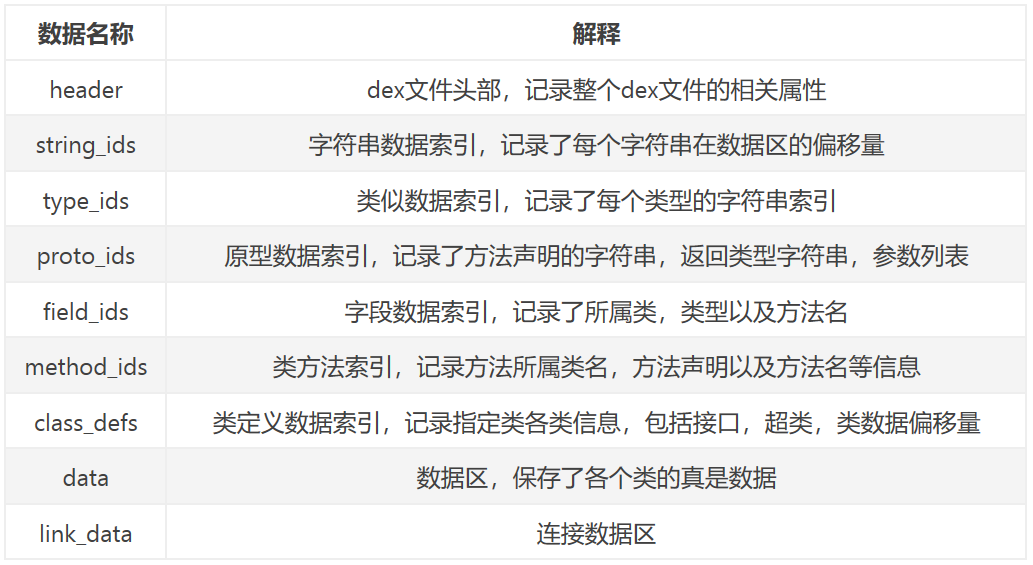 数据名称 解释
header dex文件头部，记录整个dex文件的相关属性
string_ids 字符串数据索引，记录了每个字符串在数据区的偏移量
type_ids 类似数据索引，记录了每个类型的字符串索引
proto_ids 原型数据索引，记录了方法声明的字符串，返回类型字符串，参数列表
field_ids 字段数据索引，记录了所属类，类型以及方法名
method_ids 类方法索引，记录方法所属类名，方法声明以及方法名等信息
class_defs 类定义数据索引，记录指定类各类信息，包括接口，超类，类数据偏移量
data 数据区，保存了各个类的真是数据
link_data 连接数据区